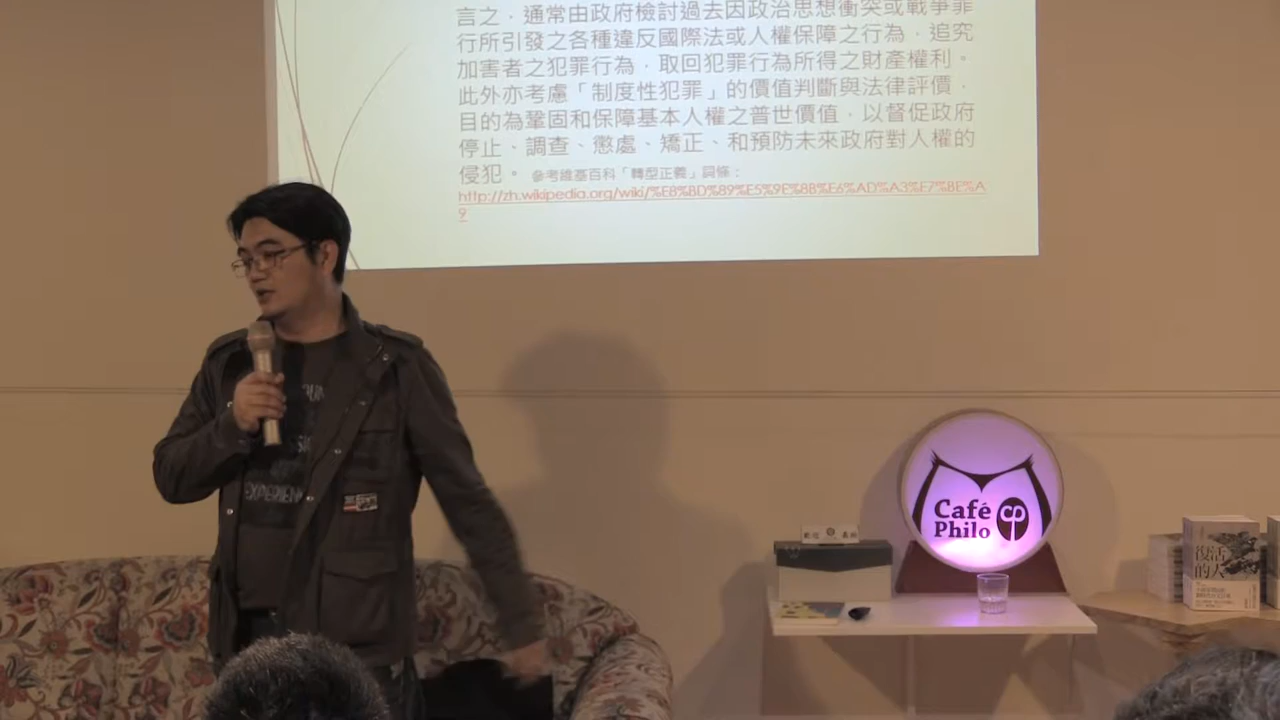 言之，通常由政府檢討過去因政治思想衝突或戰爭罪
行所引發之各種違反國際法或人權保障之行為，追究
加害者之犯罪行為，取回犯罪行為所得之財產權利。
此外亦考慮「制度性犯罪」的價值判斷與法律評價，
目的為鞏固和保障基本人權之普世價值，以督促政府
停止、調查、懲處、矯正、和預防未來政府對人權的
侵犯。參考維基百科「轉型正義」詞條：
http://zh.wikipedia.org/wiki/%E8%BD%89%E5%9E%8B%E6%AD%A3%E7%BE%A
9
EXPERIEN
Café
Philo
復活
的人